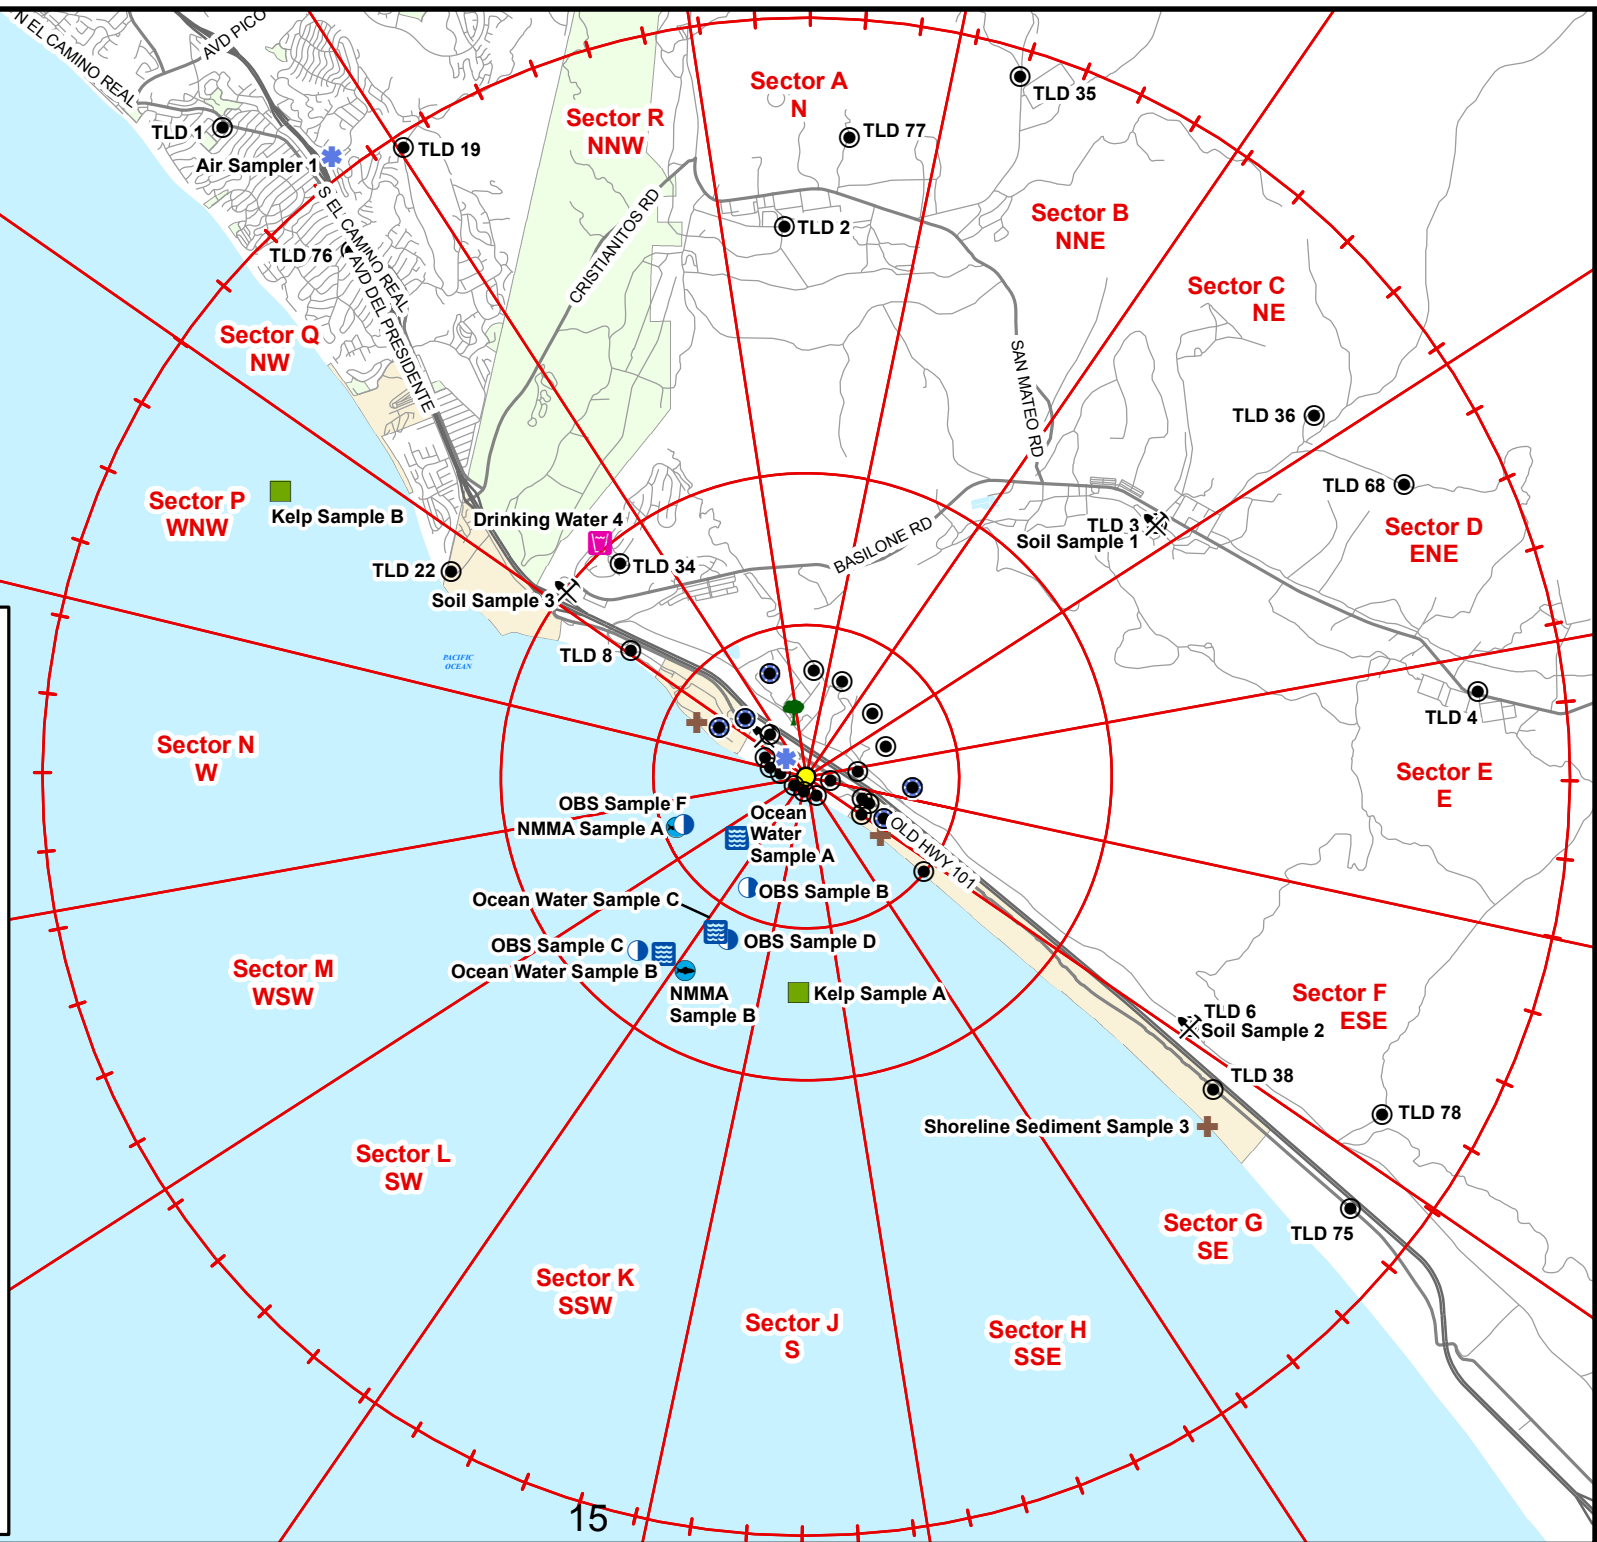 N EL CAMINO REAL
AVD PICO
TLD 1
Air Sampler 1
TLD 19
S EL CAMINO REAL
TLD 76
AVD DEL PRESIDENTE
CRISTIANITOS RD
Sector R
NNW
Sector A
N
TLD 77
TLD 2
TLD 35
Sector B
NNE
Sector C
NE
SAN MATEO RD
TLD 36
TLD 68
Sector D
ENE
Sector Q
NW
Sector P
WNW
Kelp Sample B
Drinking Water 4
TLD 34
TLD 22
Soil Sample 3
BASILONE RD
TLD 3
Soil Sample 1
TLD 8
PACIFIC
OCEAN
TLD 4
Sector N
W
Sector E
E
OBS Sample F
NMMA Sample A
Ocean
Water
Sample A
OLD HWY 101
OBS Sample B
Ocean Water Sample C
OBS Sample C
OBS Sample D
Ocean Water Sample B
NMMA
Sample B
Kelp Sample A
Sector M
WSW
Sector F
ESE
TLD 6
Soil Sample 2
TLD 38
TLD 78
Shoreline Sediment Sample 3
Sector L
SW
Sector G
SE
TLD 75
Sector K
SSW
Sector J
S
Sector H
SSE
15